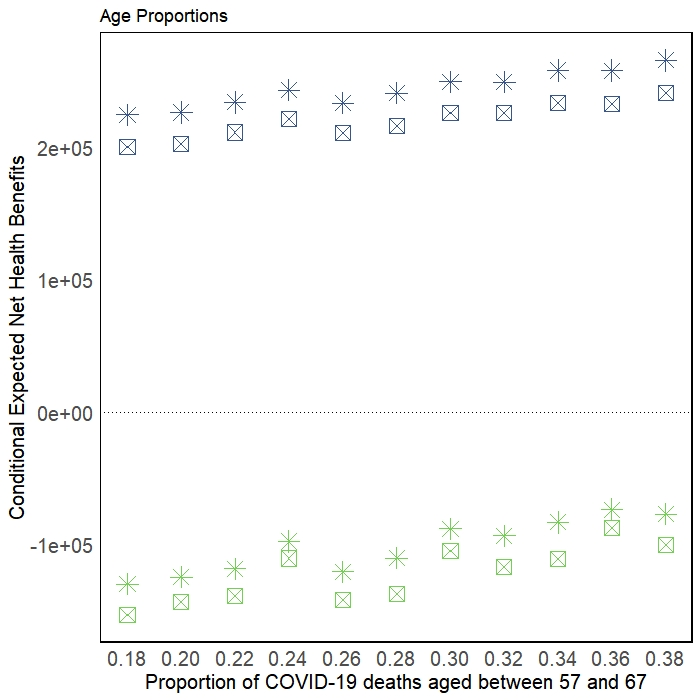 Age Proportions
Conditional Expected Net Health Benefits
2e+05
1e+05
0e+00
-1e+05
0.18 0.20 0.22 0.24 0.26 0.28 0.30 0.32 0.34 0.36 0.38
Proportion of COVID-19 deaths aged between 57 and 67